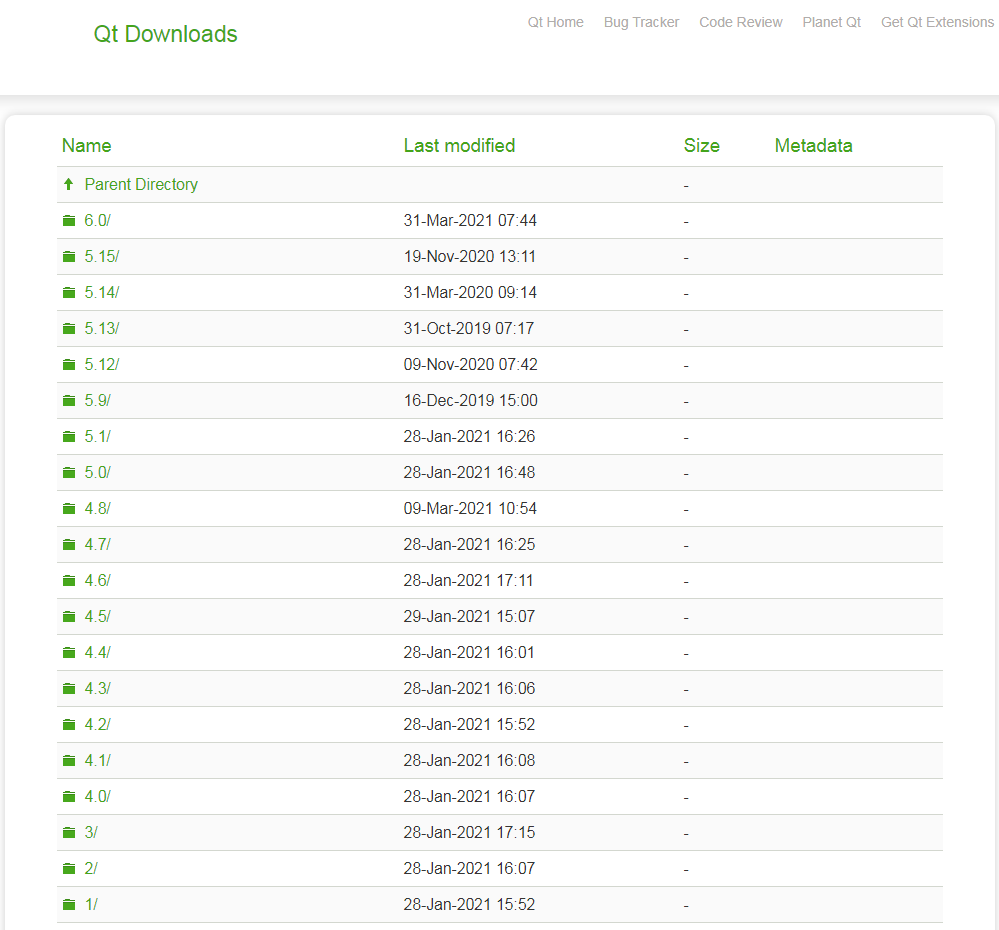 Qt Downloads
Qt Home Bug Tracker Code Review Planet Qt Get Qt Extensions
Name Last modified Size Metadata
Parent Directory -
6.0/ 31-Mar-2021 07:44 -
5.15/ 19-Nov-2020 13:11 -
5.14/ 31-Mar-2020 09:14 -
5.13/ 31-Oct-2019 07:17 -
5.12/ 09-Nov-2020 07:42 -
5.9/ 16-Dec-2019 15:00 -
5.1/ 28-Jan-2021 16:26 -
5.0/ 28-Jan-2021 16:48 -
4.8/ 09-Mar-2021 10:54 -
4.7/ 28-Jan-2021 16:25 -
4.6/ 28-Jan-2021 17:11 -
4.5/ 29-Jan-2021 15:07 -
4.4/ 28-Jan-2021 16:01 -
4.3/ 28-Jan-2021 16:06 -
4.2/ 28-Jan-2021 15:52 -
4.1/ 28-Jan-2021 16:08 -
4.0/ 28-Jan-2021 16:07 -
3/ 28-Jan-2021 17:15 -
2/ 28-Jan-2021 16:07 -
1/ 28-Jan-2021 15:52 -